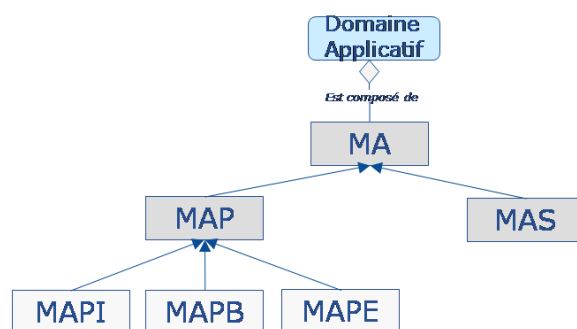 Domaine
Applicatif
Est composé de
MA
MAP
MAS
MAPI
MAPB
MAPE